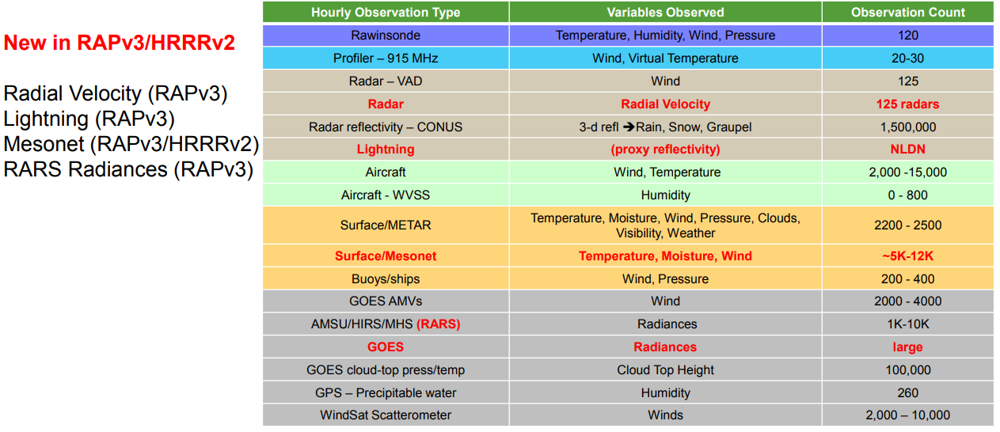 New in RAPv3/HRRRv2
Radial Velocity (RAPv3)
Lightning (RAPv3)
Mesonet (RAPv3/HRRRv2)
RARS Radiances (RAPv3)
Hourly Observation Type Variables Observed Observation Count
Rawinsonde Temperature, Humidity, Wind, Pressure 120
Profiler – 915 MHz Wind, Virtual Temperature 20-30
Radar – VAD Wind 125
Radar Radial Velocity 125 radars
Radar reflectivity – CONUS 3-d refl ➔Rain, Snow, Graupel 1,500,000
Lightning (proxy reflectivity) NLDN
Aircraft Wind, Temperature 2,000 -15,000
Aircraft - WVSS Humidity 0 - 800
Surface/METAR Temperature, Moisture, Wind, Pressure, Clouds, 2200 - 2500
Visibility, Weather
Surface/Mesonet Temperature, Moisture, Wind ~5K-12K
Buoys/ships Wind, Pressure 200 - 400
GOES AMVs Wind 2000 - 4000
AMSU/HIRS/MHS (RARS) Radiances 1K-10K
GOES Radiances large
GOES cloud-top press/temp Cloud Top Height 100,000
GPS – Precipitable water Humidity 260
WindSat Scatterometer Winds 2,000 – 10,000